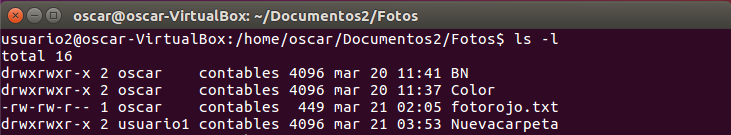 oscar@oscar-VirtualBox: ~/Documentos2/Fotos
usuario2@oscar-VirtualBox:/home/oscar/Documentos2/Fotos$ ls -l
total 16
drwxrwxr-x 2 oscar    contables 4096 mar 20 11:41 BN
drwxrwxr-x 2 oscar    contables 4096 mar 20 11:37 Color
-rw-rw-r-- 1 oscar    contables  449 mar 21 02:05 fotorojo.txt
drwxrwxr-x 2 usuario1 contables 4096 mar 21 03:53 Nuevacarpeta